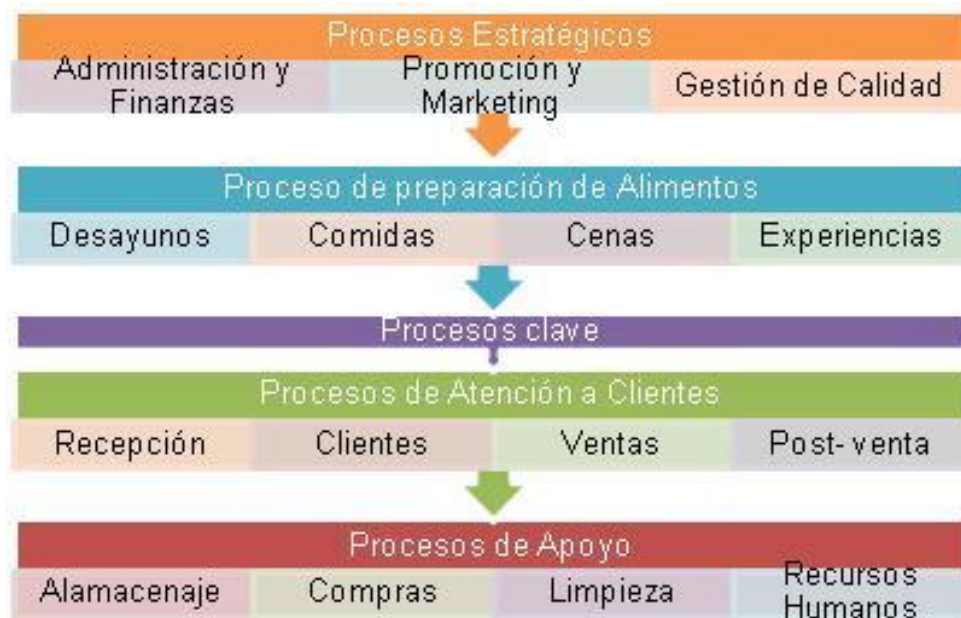 Procesos Estratégicos
Administración y
Finanzas
Promoción y
Marketing
Gestión de Calidad
Proceso de preparación de Alimentos
Desayunos
Comidas
Cenas
Experiencias
Procesos clave
Procesos de Atención a Clientes
Recepción
Clientes
Ventas
Post- venta
Procesos de Apoyo
Alamacenaje
Compras
Limpieza
Recursos
Humanos